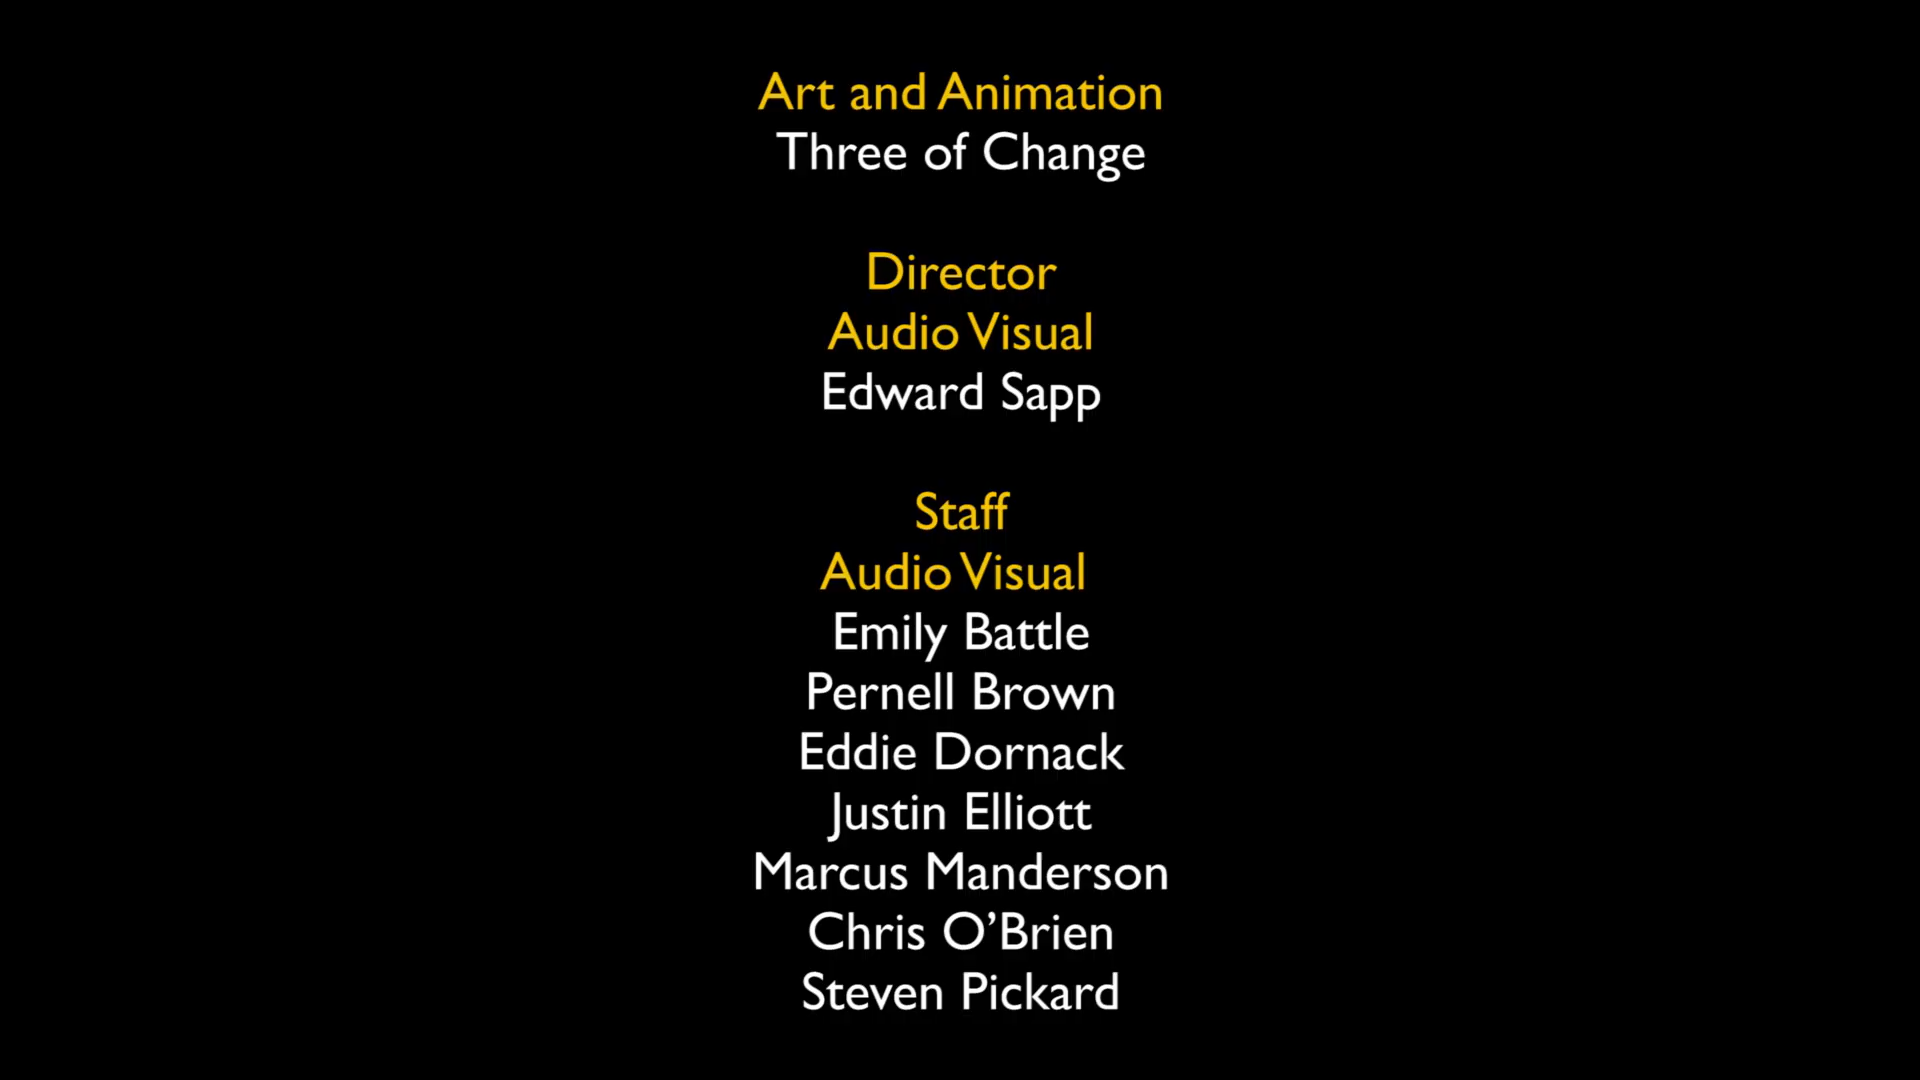 Art and Animation
Three of Change
Director
Audio Visual
Edward Sapp
Staff
Audio Visual
Emily Battle
Pernell Brown
Eddie Dornack
Justin Elliott
Marcus Manderson
Chris O’Brien
Steven Pickard